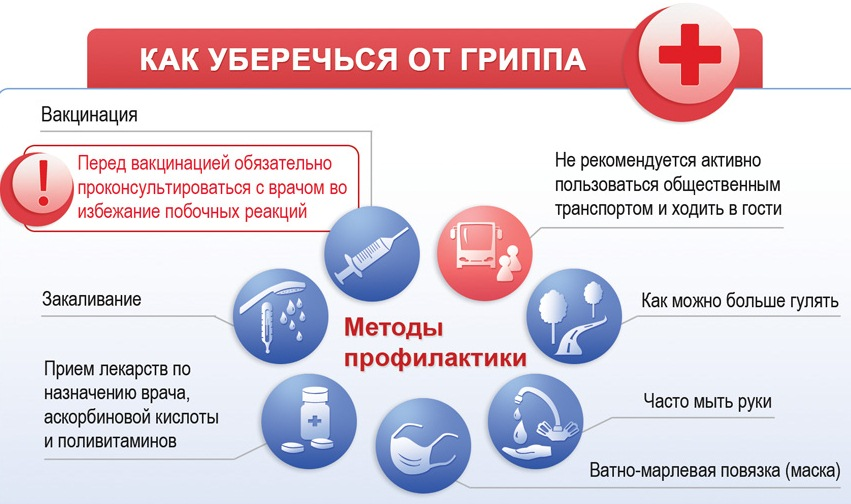 КАК УБЕРЕЧЬСЯ ОТ ГРИППА
Вакцинация
!
Перед вакцинацией обязательно
проконсультироваться с врачом во
избежание побочных реакций
Не рекомендуется активно
пользоваться общественным
транспортом и ходить в гости
Закаливание
Как можно больше гулять
Методы
профилактики
Прием лекарств по
назначению врача,
аскорбиновой кислоты
и поливитаминов
Часто мыть руки
Ватно-марлевая повязка (маска)